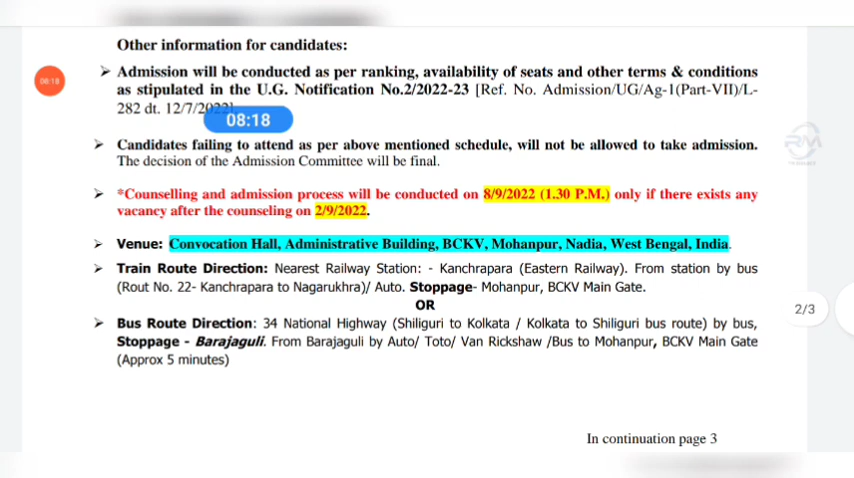 Other information for candidates:
08:18
➢ Admission will be conducted as per ranking, availability of seats and other terms & conditions
as stipulated in the U.G. Notification No.2/2022-23 [Ref. No. Admission/UG/Ag-1(Part-VII)/L-
282 dt. 12/7/2022].
08:18
➢ Candidates failing to attend as per above mentioned schedule, will not be allowed to take admission.
The decision of the Admission Committee will be final.
RM
➢ *Counselling and admission process will be conducted on 8/9/2022 (1.30 P.M.) only if there exists any
vacancy after the counseling on 2/9/2022.
➢ Venue: Convocation Hall, Administrative Building, BCKV, Mohanpur, Nadia, West Bengal, India.
➢ Train Route Direction: Nearest Railway Station: - Kanchrapara (Eastern Railway). From station by bus
(Rout No. 22- Kanchrapara to Nagarukhra)/ Auto. Stoppage- Mohanpur, BCKV Main Gate.
OR
2/3
➢ Bus Route Direction: 34 National Highway (Shiliguri to Kolkata / Kolkata to Shiliguri bus route) by bus,
Stoppage - Barajaguli. From Barajaguli by Auto/ Toto/ Van Rickshaw /Bus to Mohanpur, BCKV Main Gate
(Approx 5 minutes)
In continuation page 3